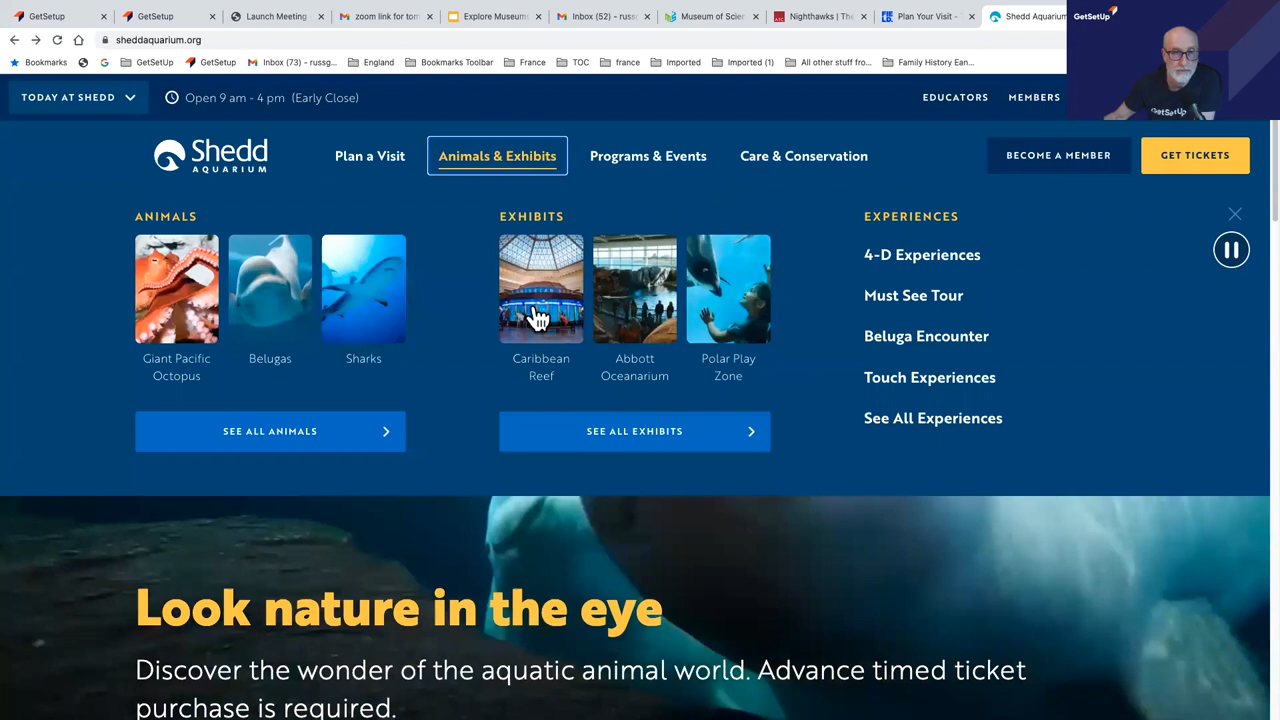 GetSetUp
GetSetUp
Launch Meeting
zoom link for tom
Explore Museums
Inbox (52) - russg
Museum of Scien
Nighthawks | The
Plan Your Visit -
Shedd Aquarium
GetSetUp
sheddaquarium.org
Bookmarks
GetSetUp
GetSetup
Inbox (73) - russg...
England
Bookmarks Toolbar
France
TOC
france
Imported
Imported (1)
All other stuff fro...
Family History Ean...
GetSetUp
TODAY AT SHEDD
Open 9 am - 4 pm (Early Close)
EDUCATORS
MEMBERS
Shedd
AQUARIUM
Plan a Visit
Animals & Exhibits
Programs & Events
Care & Conservation
BECOME A MEMBER
GET TICKETS
ANIMALS
EXHIBITS
EXPERIENCES
4-D Experiences
Must See Tour
Beluga Encounter
Touch Experiences
See All Experiences
Giant Pacific
Octopus
Belugas
Sharks
Caribbean
Reef
Abbott
Oceanarium
Polar Play
Zone
SEE ALL ANIMALS
SEE ALL EXHIBITS
Look nature in the eye
Discover the wonder of the aquatic animal world. Advance timed ticket
purchase is required.